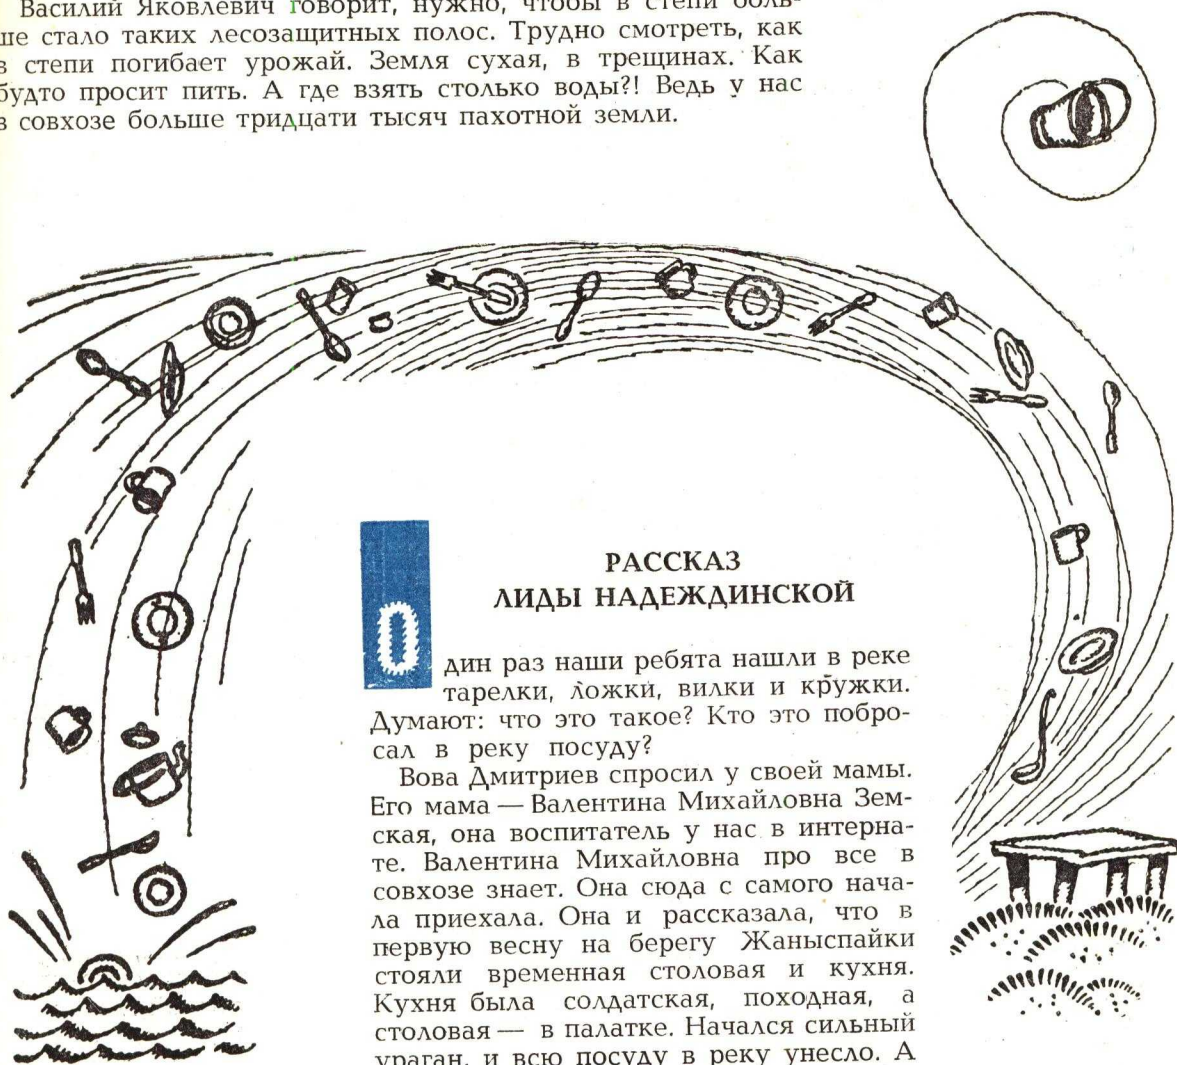 Василий Яковлевич говорит, нужно, чтобы в степи боль-
ше стало таких лесозащитных полос. Трудно смотреть, как
в степи погибает урожай. Земля сухая, в трещинах. Как
будто просит пить. А где взять столько воды?! Ведь у нас
в совхозе больше тридцати тысяч пахотной земли.
РАССКАЗ
ЛИДЫ НАДЕЖДИНСКОЙ
Один раз наши ребята нашли в реке
тарелки, ложки, вилки и кружки.
Думают: что это такое? Кто это побро-
сал в реку посуду?
Вова Дмитриев спросил у своей мамы.
Его мама — Валентина Михайловна Зем-
ская, она воспитатель у нас в интерна-
те. Валентина Михайловна про все в
совхозе знает. Она сюда с самого нача-
ла приехала. Она и рассказала, что в
первую весну на берегу Жаныспайки
стояли временная столовая и кухня.
Кухня была солдатская, походная, а
столовая — в палатке. Начался сильный
ураган, и всю посуду в реку унесло. А